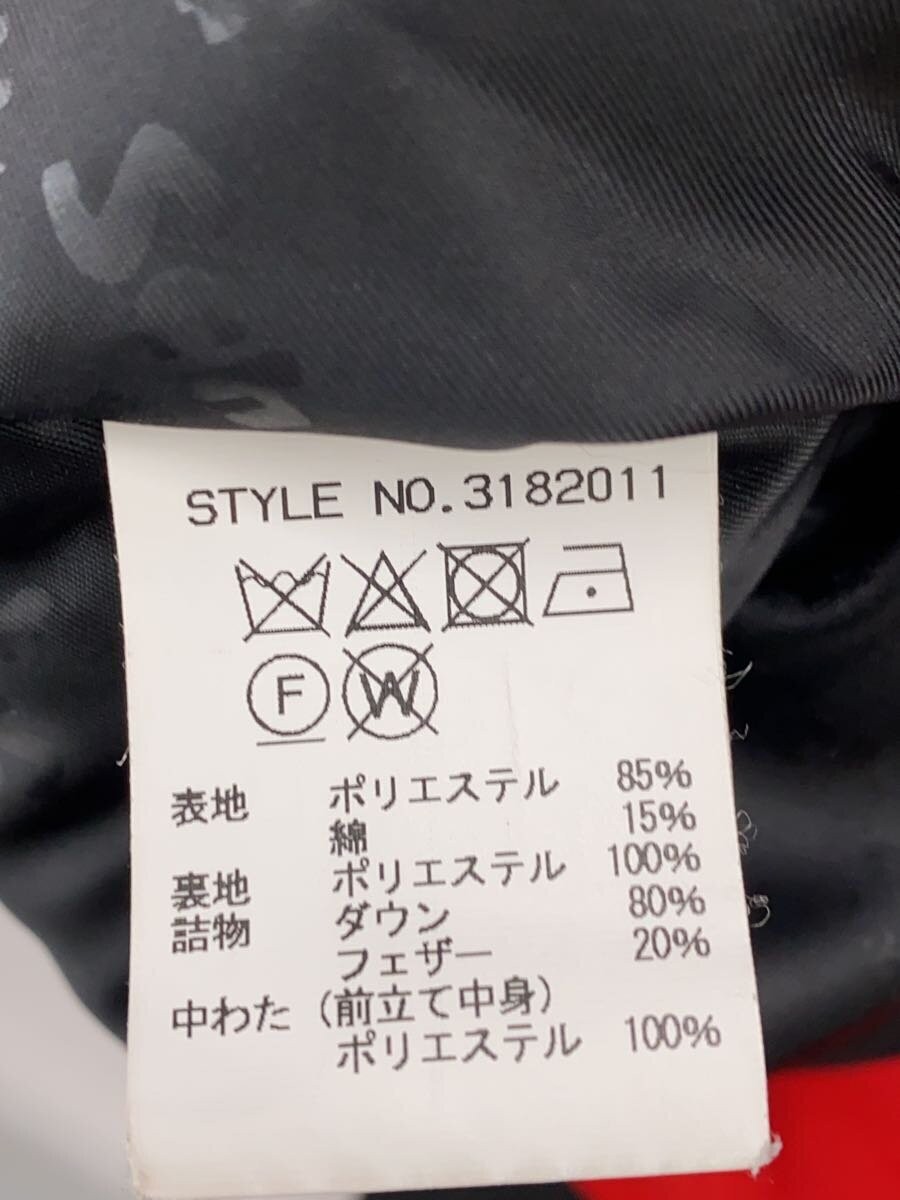 STYLE NO.3182011
F W
表地 ポリエステル 85%
綿 15%
裏地 ポリエステル 100%
詰物 ダウン 80%
フェザー 20%
中わた (前立て中身)
ポリエステル 100%